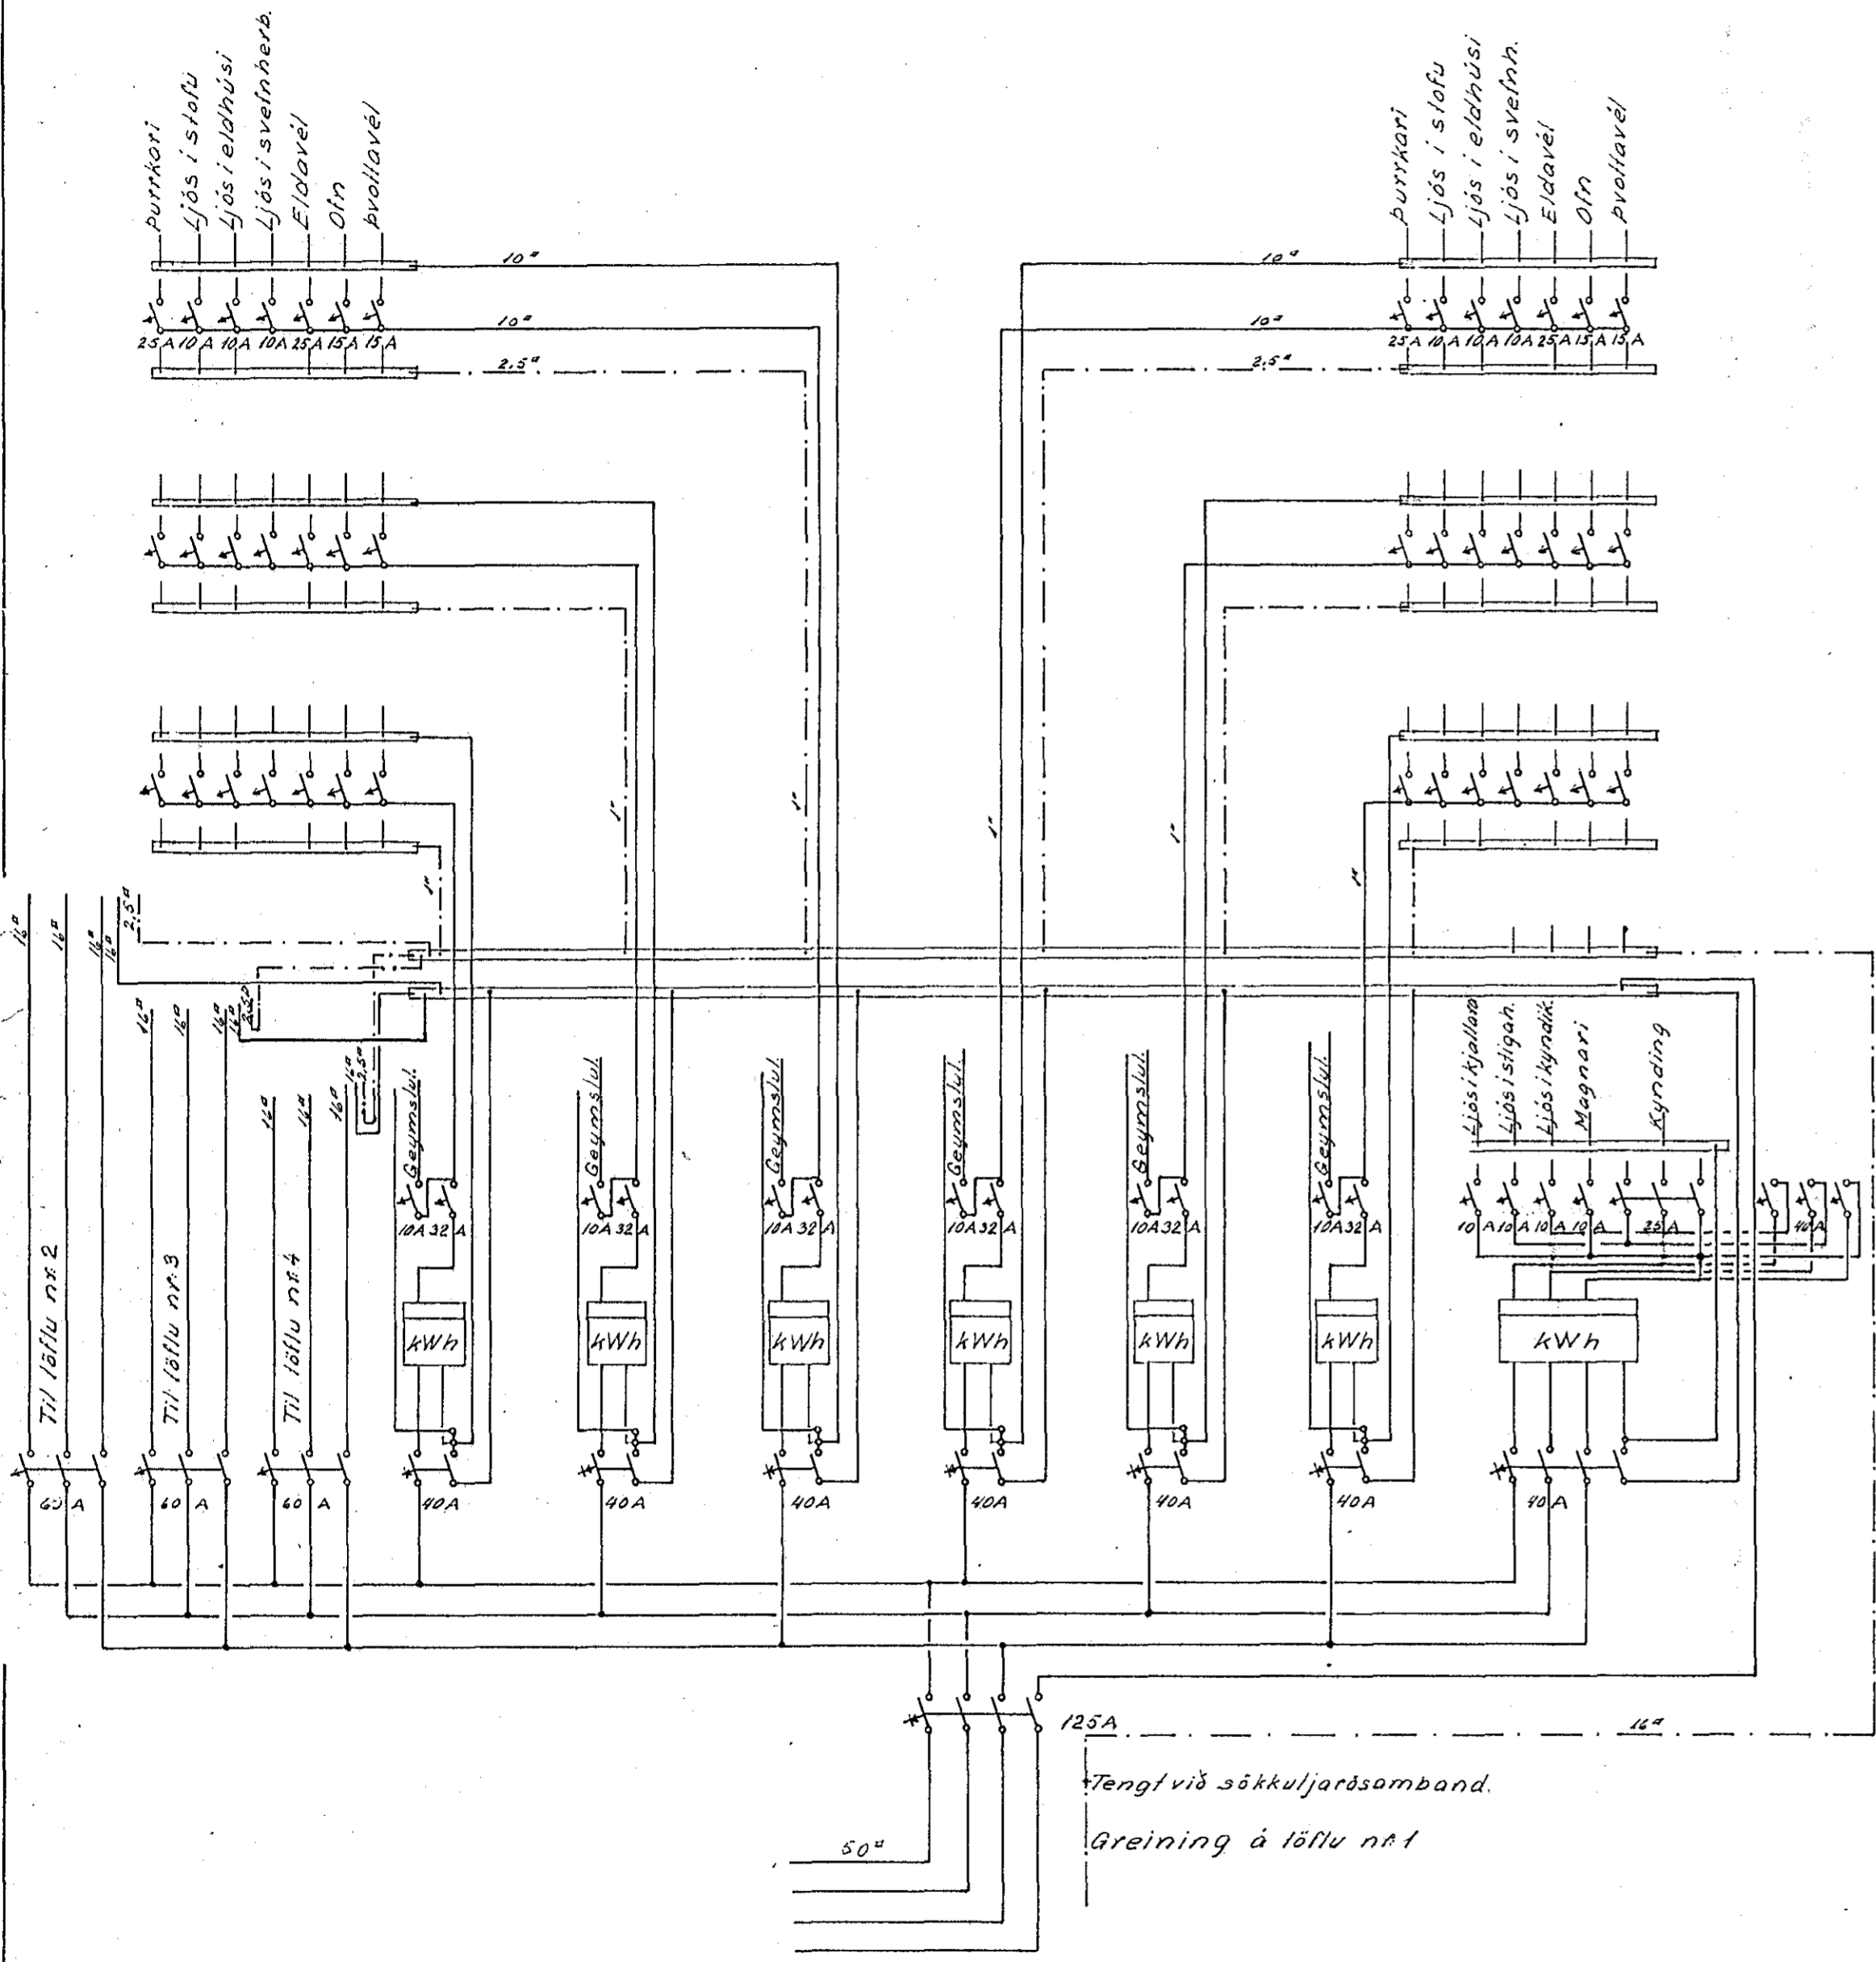 Þurrkari
Ljós í stofu
Ljós í eldhúsi
Ljós í svefnherb.
Eldavél
Ofn
Þvottavél
Þurrkari
Ljós í stofu
Ljós í eldhúsi
Ljós í svefnh.
Eldavél
Ofn
Þvottavél
10▫
10▫
10▫
10▫
25A 10A 10A 10A 25A 15A 15A
25A 10A 10A 10A 25A 15A 15A
2.5▫
2.5▫
1"
1"
1"
1"
1"
1"
16▫
16▫
16▫
16▫
2.5▫
16▫
16▫
16▫
16▫
2.5▫
16▫
16▫
16▫
16▫
2.5▫
Geymslul.
Geymslul.
Geymslul.
Geymslul.
Geymslul.
Geymslul.
Ljós í kjallara
Ljós í stigah.
Ljós í kyndik.
Magnari
Kynding
10A 32A
10A 32A
10A 32A
10A 32A
10A 32A
10A 32A
10A 10A 10A 10A 25A 40A
Til töflu nr. 2
Til töflu nr. 3
Til töflu nr. 4
kWh
kWh
kWh
kWh
kWh
kWh
kWh
60A
60A
60A
40A
40A
40A
40A
40A
40A
40A
125A
16▫
Tengt við sökkuljarðsamband.
Greining á töflu nr. 1
50▫